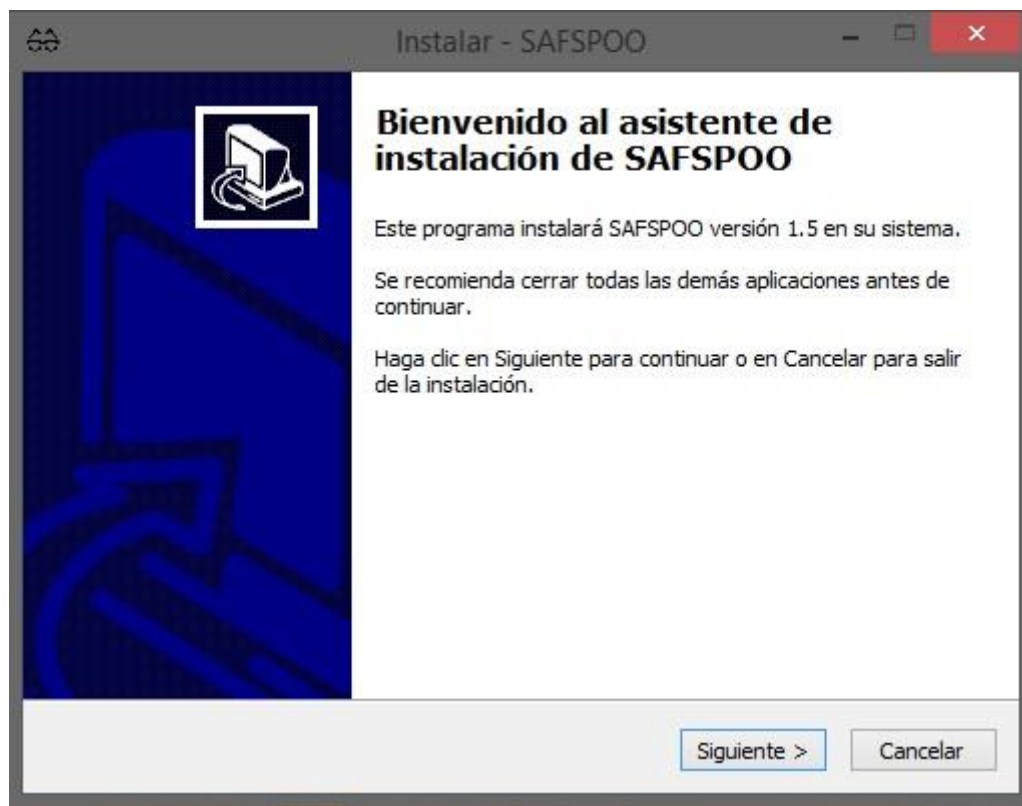 Instalar - SAFSPOO
Bienvenido al asistente de
instalación de SAFSPOO
Este programa instalará SAFSPOO versión 1.5 en su sistema.
Se recomienda cerrar todas las demás aplicaciones antes de
continuar.
Haga clic en Siguiente para continuar o en Cancelar para salir
de la instalación.
Siguiente >
Cancelar